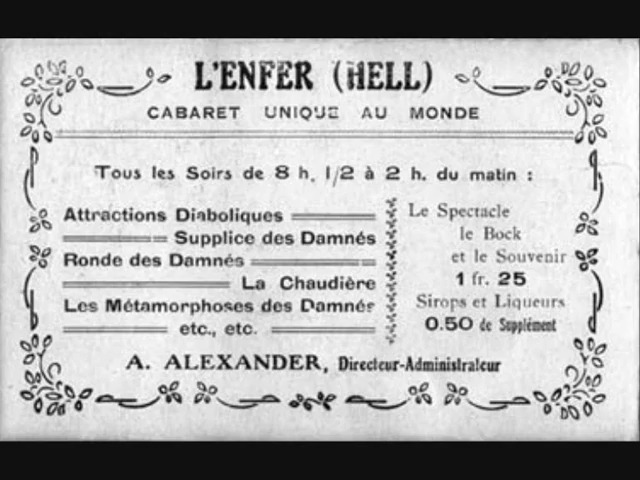 L'ENFER (HELL)
CABARET UNIQUE AU MONDE
Tous les Soirs de 8 h. 1/2 à 2 h. du matin :
Attractions Diaboliques
Supplice des Damnés
Ronde des Damnés
La Chaudière
Les Métamorphoses des Damnés
etc., etc.
Le Spectacle
le Bock
et le Souvenir
1 fr. 25
Sirops et Liqueurs
0.50 de Supplément
A. ALEXANDER, Directeur-Administrateur